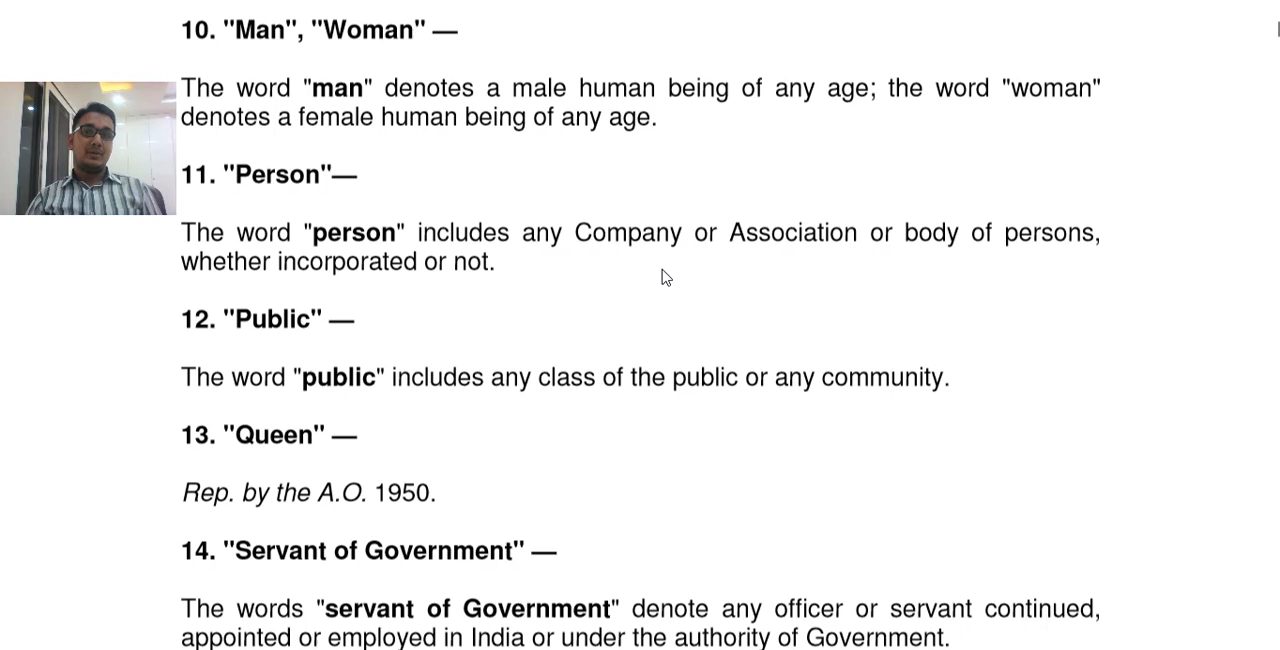 10. "Man", "Woman" —
The word "man" denotes a male human being of any age; the word "woman"
denotes a female human being of any age.
11. "Person"—
The word "person" includes any Company or Association or body of persons,
whether incorporated or not.
12. "Public" —
The word "public" includes any class of the public or any community.
13. "Queen" —
Rep. by the A.O. 1950.
14. "Servant of Government" —
The words "servant of Government" denote any officer or servant continued,
appointed or employed in India or under the authority of Government.